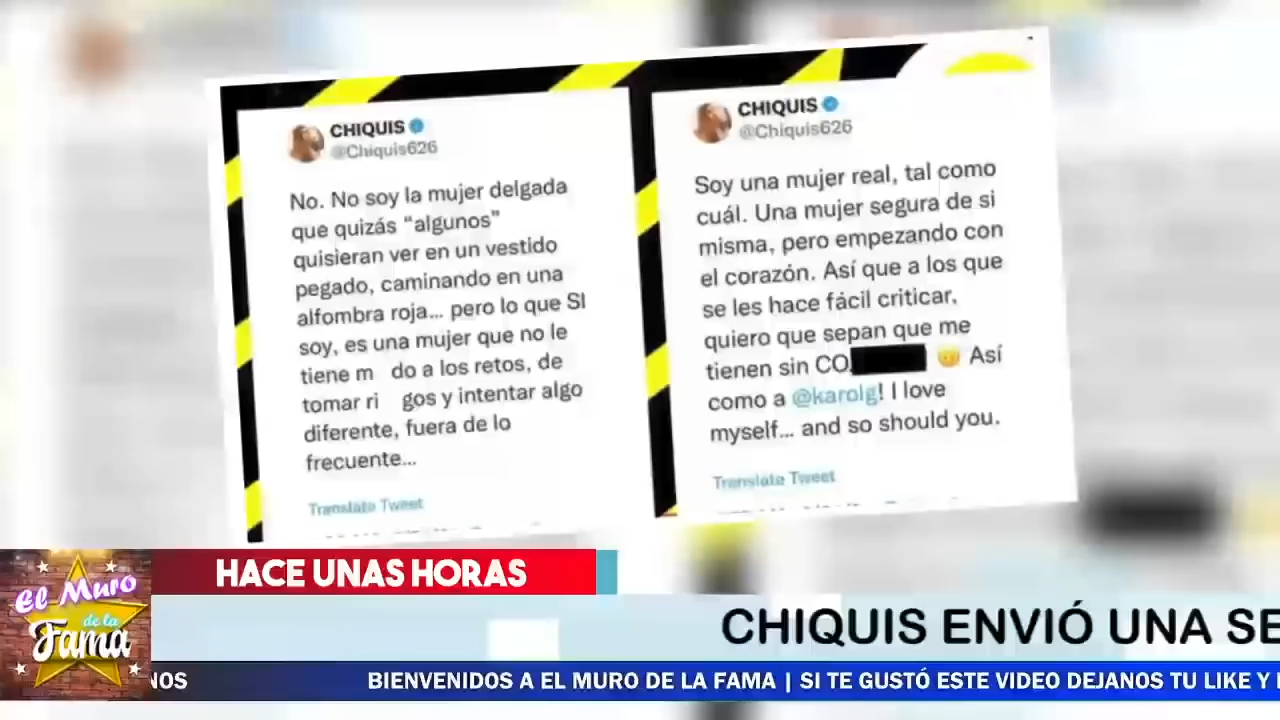 CHIQUIS
@Chiquis626
No. No soy la mujer delgada
que quizás “algunos”
quisieran ver en un vestido
pegado, caminando en una
alfombra roja... pero lo que SI
soy, es una mujer que no le
tiene m do a los retos, de
tomar ri gos y intentar algo
diferente, fuera de lo
frecuente...
Translate Tweet
CHIQUIS
@Chiquis626
Soy una mujer real, tal como
cuál. Una mujer segura de si
misma, pero empezando con
el corazón. Así que a los que
se les hace fácil criticar,
quiero que sepan que me
tienen sin CO 😇 Así
como a @karolg! I love
myself... and so should you.
Translate Tweet
HACE UNAS HORAS
El Muro
de la
Fama
CHIQUIS ENVIÓ UNA SE
NOS BIENVENIDOS A EL MURO DE LA FAMA | SI TE GUSTÓ ESTE VIDEO DEJANOS TU LIKE Y